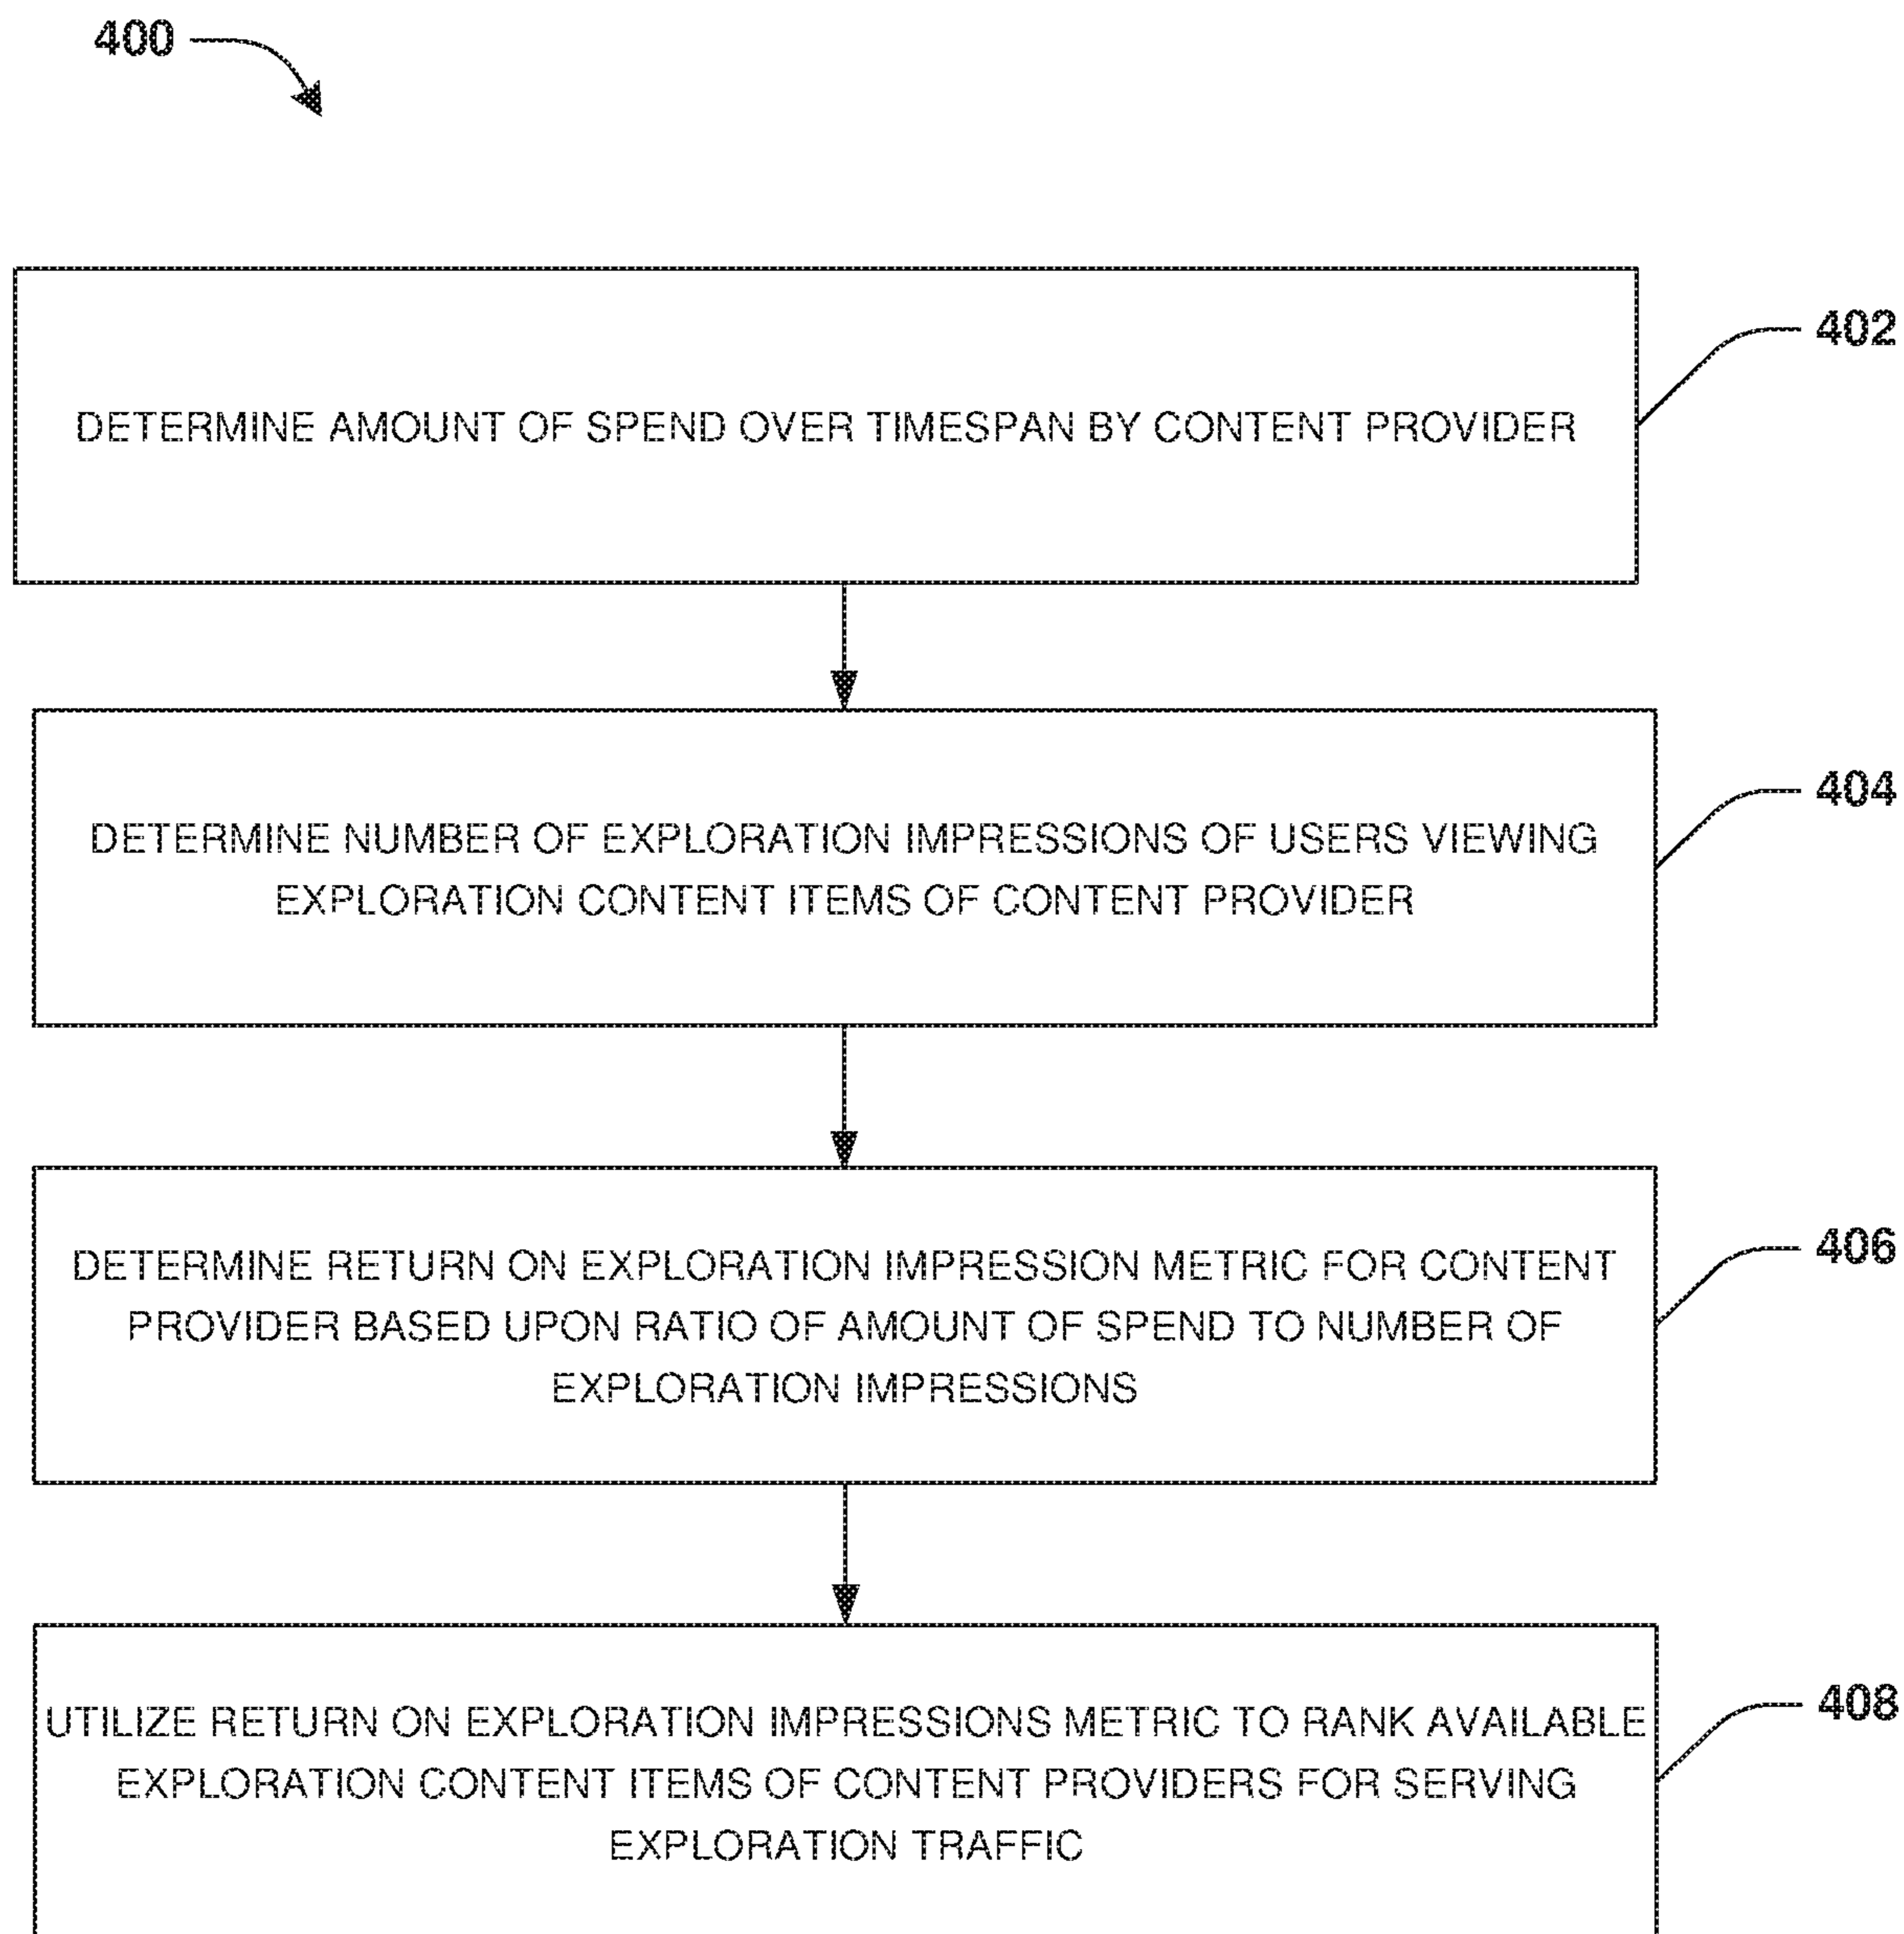 400
DETERMINE AMOUNT OF SPEND OVER TIMESPAN BY CONTENT PROVIDER
402
DETERMINE NUMBER OF EXPLORATION IMPRESSIONS OF USERS VIEWING
EXPLORATION CONTENT ITEMS OF CONTENT PROVIDER
404
DETERMINE RETURN ON EXPLORATION IMPRESSION METRIC FOR CONTENT
PROVIDER BASED UPON RATIO OF AMOUNT OF SPEND TO NUMBER OF
EXPLORATION IMPRESSIONS
406
UTILIZE RETURN ON EXPLORATION IMPRESSIONS METRIC TO RANK AVAILABLE
EXPLORATION CONTENT ITEMS OF CONTENT PROVIDERS FOR SERVING
EXPLORATION TRAFFIC
408